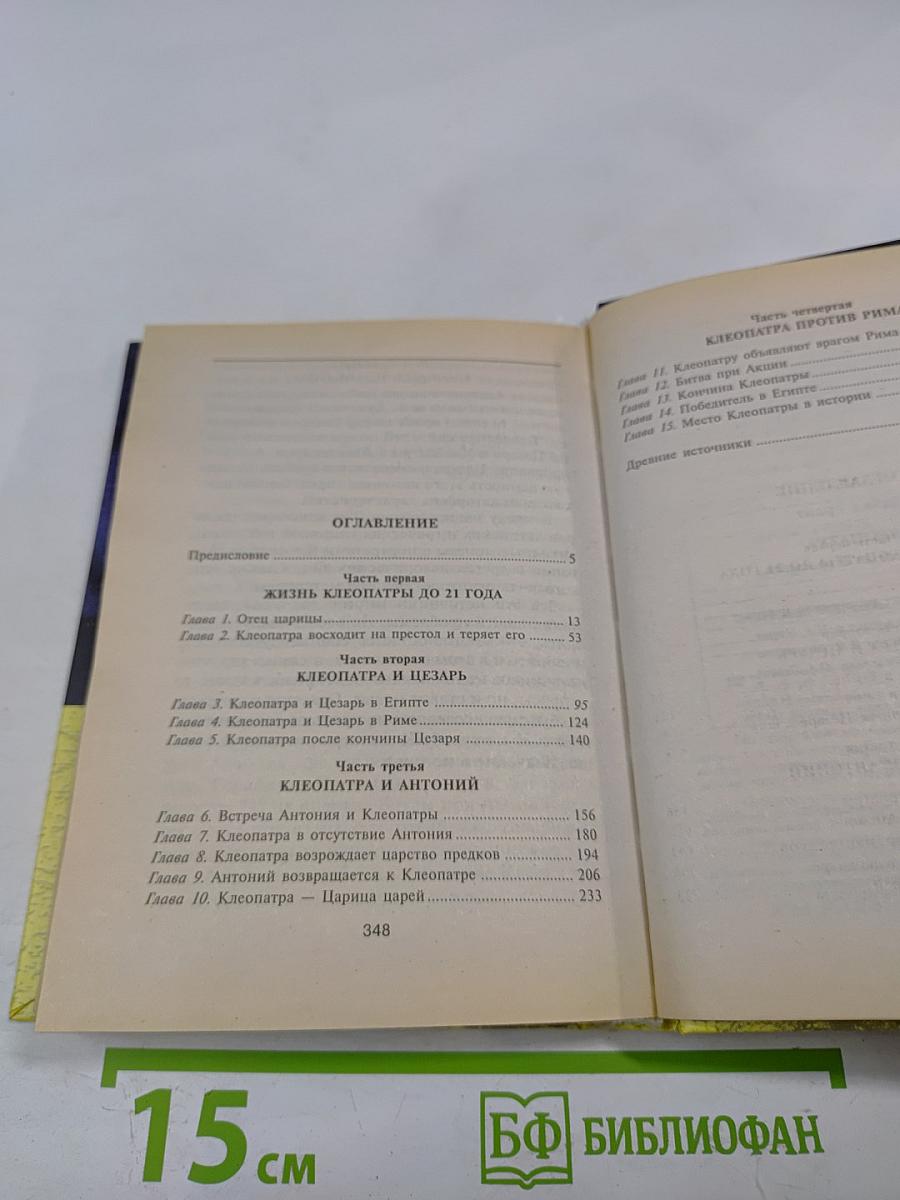 ОГЛАВЛЕНИЕ
Предисловие ........ 5
Часть первая
ЖИЗНЬ КЛЕОПАТРЫ ДО 21 ГОДА
Глава 1. Отец царицы ........ 13
Глава 2. Клеопатра восходит на престол и теряет его ........ 53
Часть вторая
КЛЕОПАТРА И ЦЕЗАРЬ
Глава 3. Клеопатра и Цезарь в Египте ........ 95
Глава 4. Клеопатра и Цезарь в Риме ........ 124
Глава 5. Клеопатра после кончины Цезаря ........ 140
Часть третья
КЛЕОПАТРА И АНТОНИЙ
Глава 6. Встреча Антония и Клеопатры ........ 156
Глава 7. Клеопатра в отсутствие Антония ........ 180
Глава 8. Клеопатра возрождает царство предков ........ 194
Глава 9. Антоний возвращается к Клеопатре ........ 206
Глава 10. Клеопатра — Царица царей ........ 233
348
Часть четвертая
КЛЕОПАТРА ПРОТИВ РИМА
Глава 11. Клеопатру объявляют врагом Рима
Глава 12. Битва при Акции ........
Глава 13. Кончина Клеопатры ........
Глава 14. Победитель в Египте ........
Глава 15. Место Клеопатры в истории ........
Древние источники ........
15 см
БФ БИБЛИОФАН